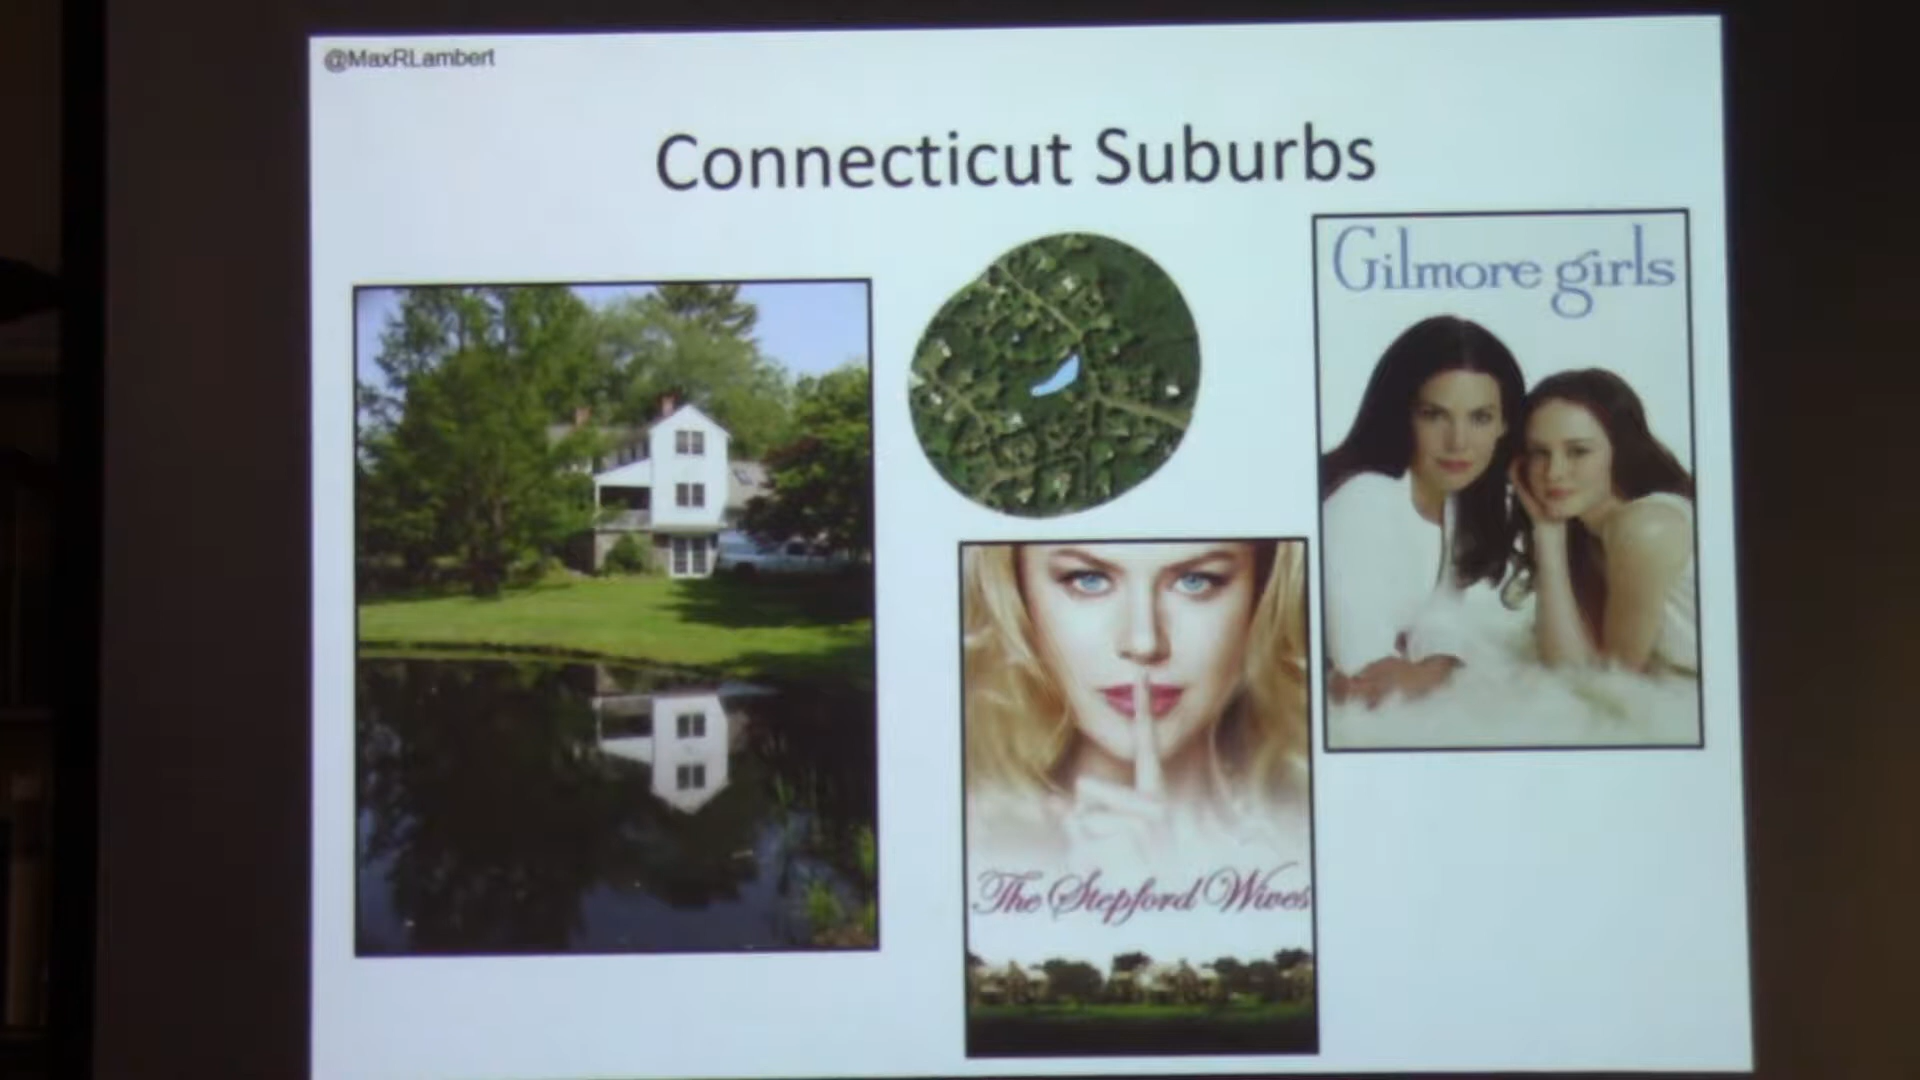 @MaxRLambert
Connecticut Suburbs
Gilmore girls
The Stepford Wives